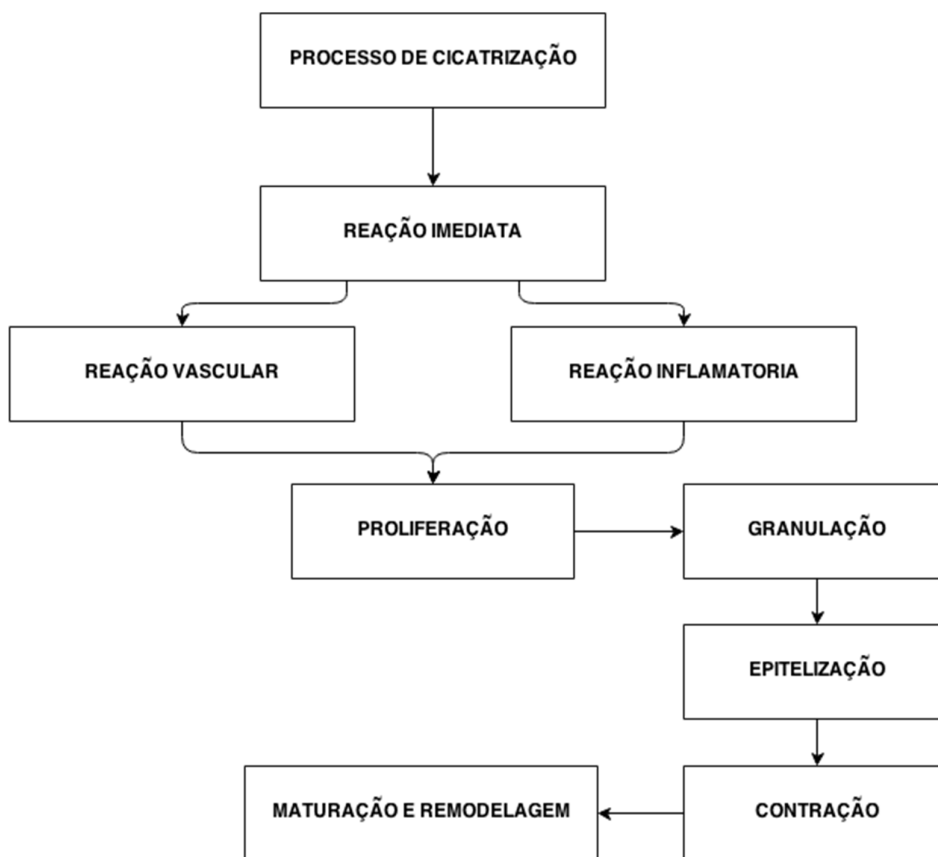 PROCESSO DE CICATRIZAÇÃO
REAÇÃO IMEDIATA
REAÇÃO VASCULAR
REAÇÃO INFLAMATORIA
PROLIFERAÇÃO
GRANULAÇÃO
EPITELIZAÇÃO
MATURAÇÃO E REMODELAGEM
CONTRAÇÃO